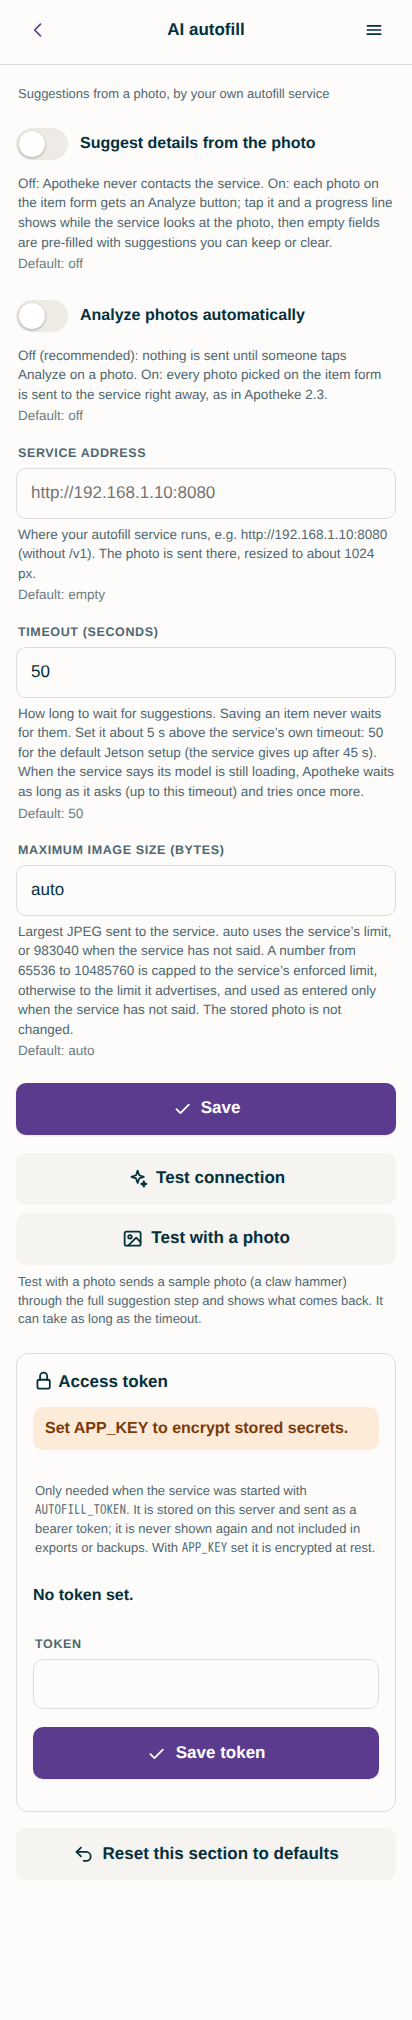 AI autofill
Suggestions from a photo, by your own autofill service
Suggest details from the photo
Off: Apotheke never contacts the service. On: each photo on
the item form gets an Analyze button; tap it and a progress line
shows while the service looks at the photo, then empty fields
are pre-filled with suggestions you can keep or clear.
Default: off
Analyze photos automatically
Off (recommended): nothing is sent until someone taps
Analyze on a photo. On: every photo picked on the item form
is sent to the service right away, as in Apotheke 2.3.
Default: off
SERVICE ADDRESS
http://192.168.1.10:8080
Where your autofill service runs, e.g. http://192.168.1.10:8080
(without /v1). The photo is sent there, resized to about 1024
px.
Default: empty
TIMEOUT (SECONDS)
50
How long to wait for suggestions. Saving an item never waits
for them. Set it about 5 s above the service’s own timeout: 50
for the default Jetson setup (the service gives up after 45 s).
When the service says its model is still loading, Apotheke waits
as long as it asks (up to this timeout) and tries once more.
Default: 50
MAXIMUM IMAGE SIZE (BYTES)
auto
Largest JPEG sent to the service. auto uses the service’s limit,
or 983040 when the service has not said. A number from
65536 to 10485760 is capped to the service’s enforced limit,
otherwise to the limit it advertises, and used as entered only
when the service has not said. The stored photo is not
changed.
Default: auto
Save
Test connection
Test with a photo
Test with a photo sends a sample photo (a claw hammer)
through the full suggestion step and shows what comes back. It
can take as long as the timeout.
Access token
Set APP_KEY to encrypt stored secrets.
Only needed when the service was started with
AUTOFILL_TOKEN. It is stored on this server and sent as a
bearer token; it is never shown again and not included in
exports or backups. With APP_KEY set it is encrypted at rest.
No token set.
TOKEN
Save token
Reset this section to defaults